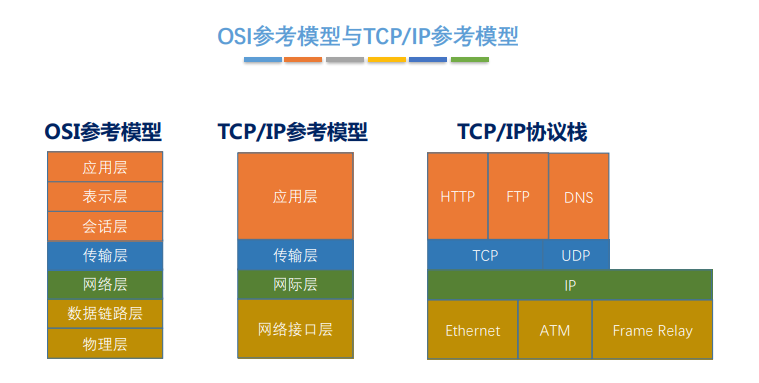 OSI参考模型与TCP/IP参考模型
OSI参考模型
应用层
表示层
会话层
传输层
网络层
数据链路层
物理层
TCP/IP参考模型
应用层
传输层
网际层
网络接口层
TCP/IP协议栈
HTTP FTP DNS
TCP UDP
IP
Ethernet ATM Frame Relay